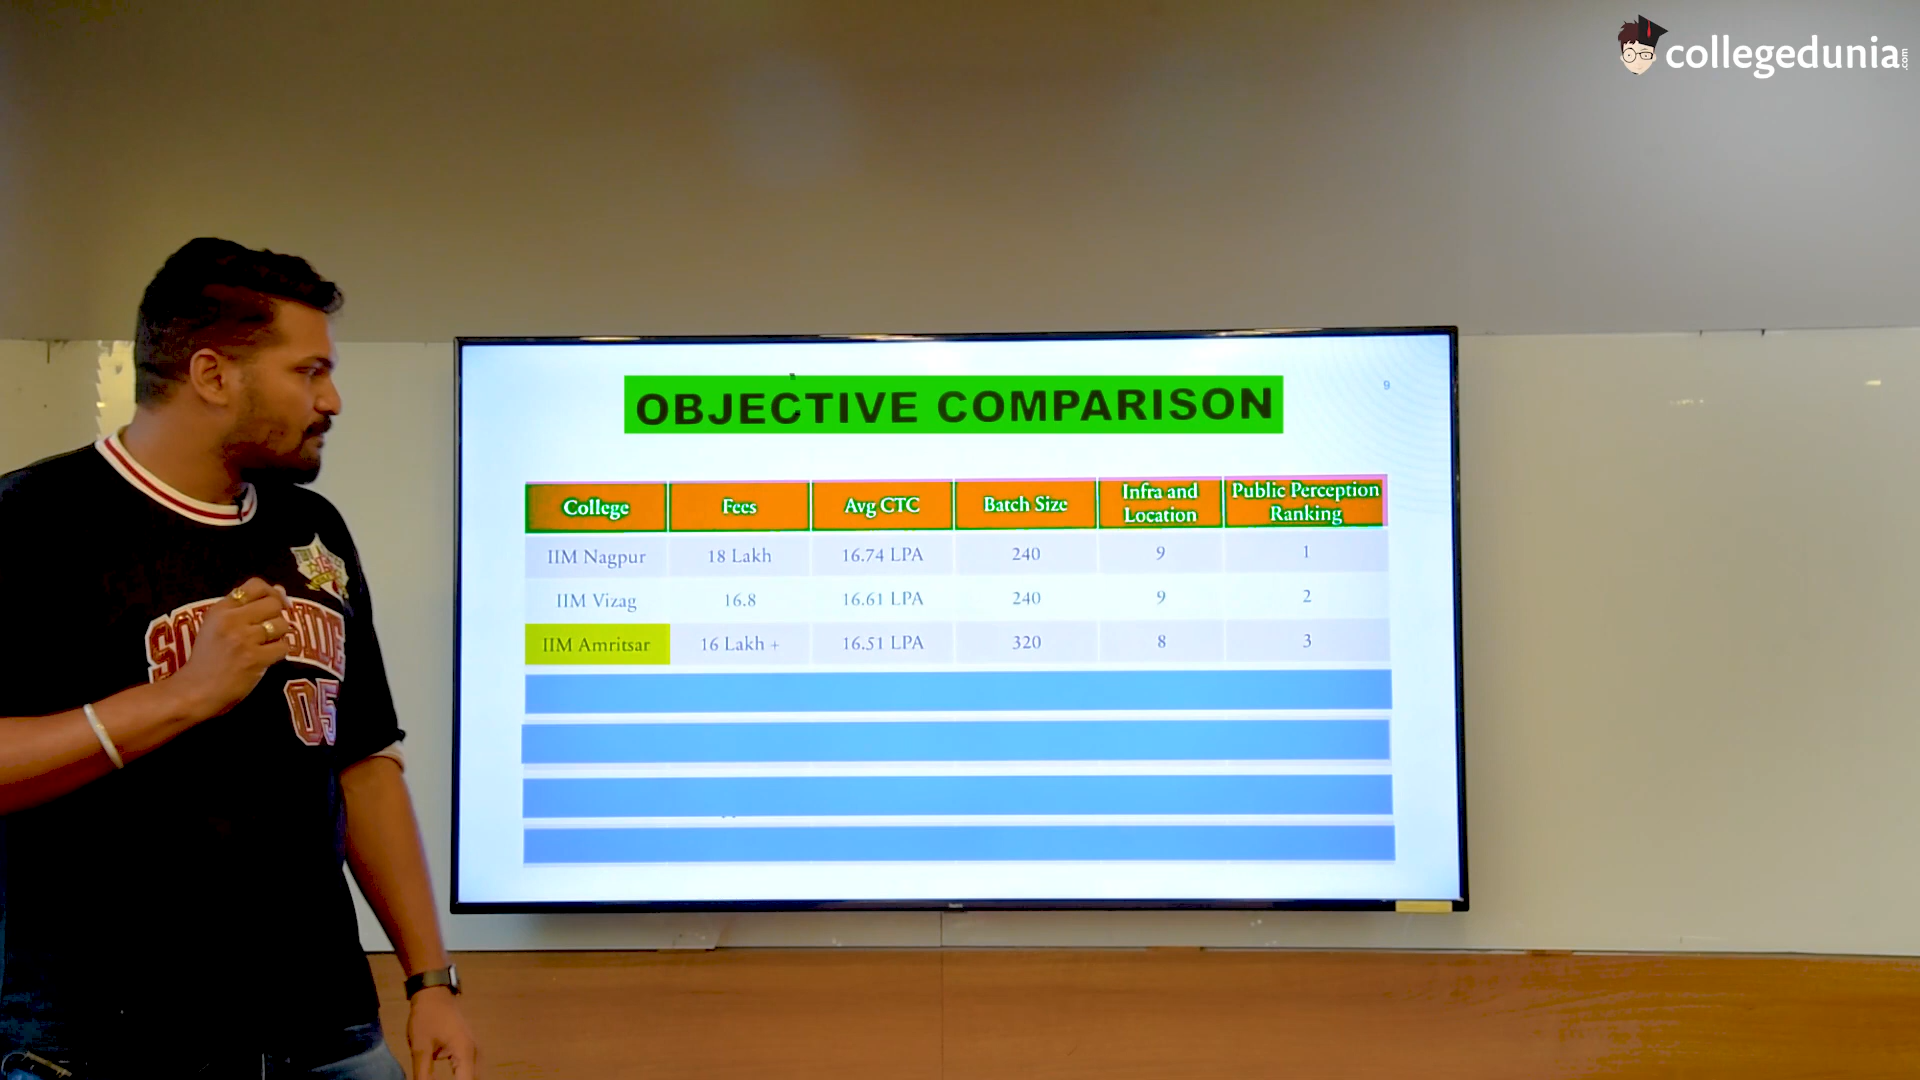 collegedunia.com
9
OBJECTIVE COMPARISON
College Fees Avg CTC Batch Size Infra and Location Public Perception Ranking
IIM Nagpur 18 Lakh 16.74 LPA 240 9 1
IIM Vizag 16.8 16.61 LPA 240 9 2
IIM Amritsar 16 Lakh + 16.51 LPA 320 8 3
05